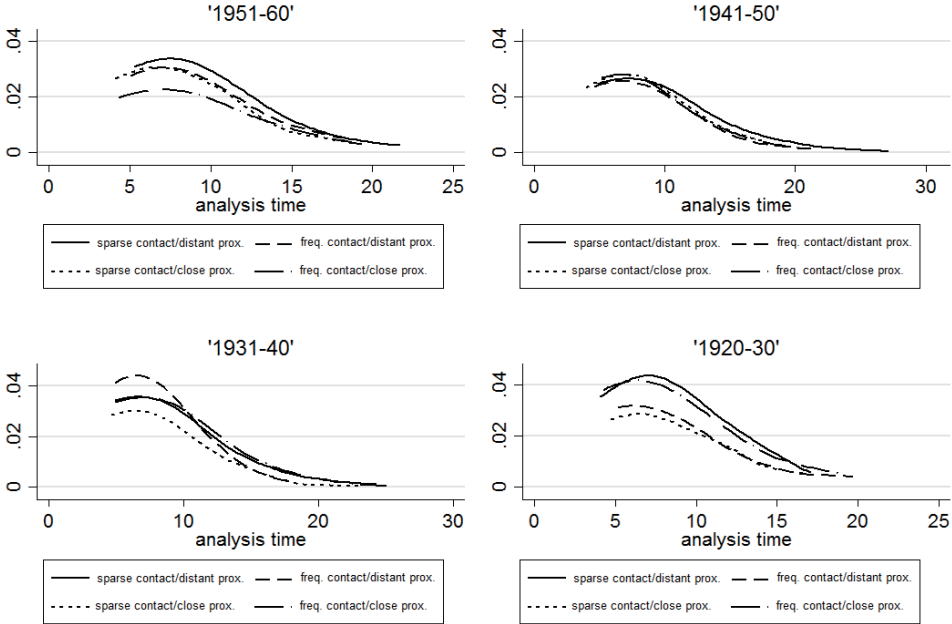 '1951-60'
.04
.02
0
0 5 10 15 20 25
analysis time
sparse contact/distant prox. freq. contact/distant prox.
sparse contact/close prox. freq. contact/close prox.
'1941-50'
.04
.02
0
0 10 20 30
analysis time
sparse contact/distant prox. freq. contact/distant prox.
sparse contact/close prox. freq. contact/close prox.
'1931-40'
.04
.02
0
0 10 20 30
analysis time
sparse contact/distant prox. freq. contact/distant prox.
sparse contact/close prox. freq. contact/close prox.
'1920-30'
.04
.02
0
0 5 10 15 20 25
analysis time
sparse contact/distant prox. freq. contact/distant prox.
sparse contact/close prox. freq. contact/close prox.